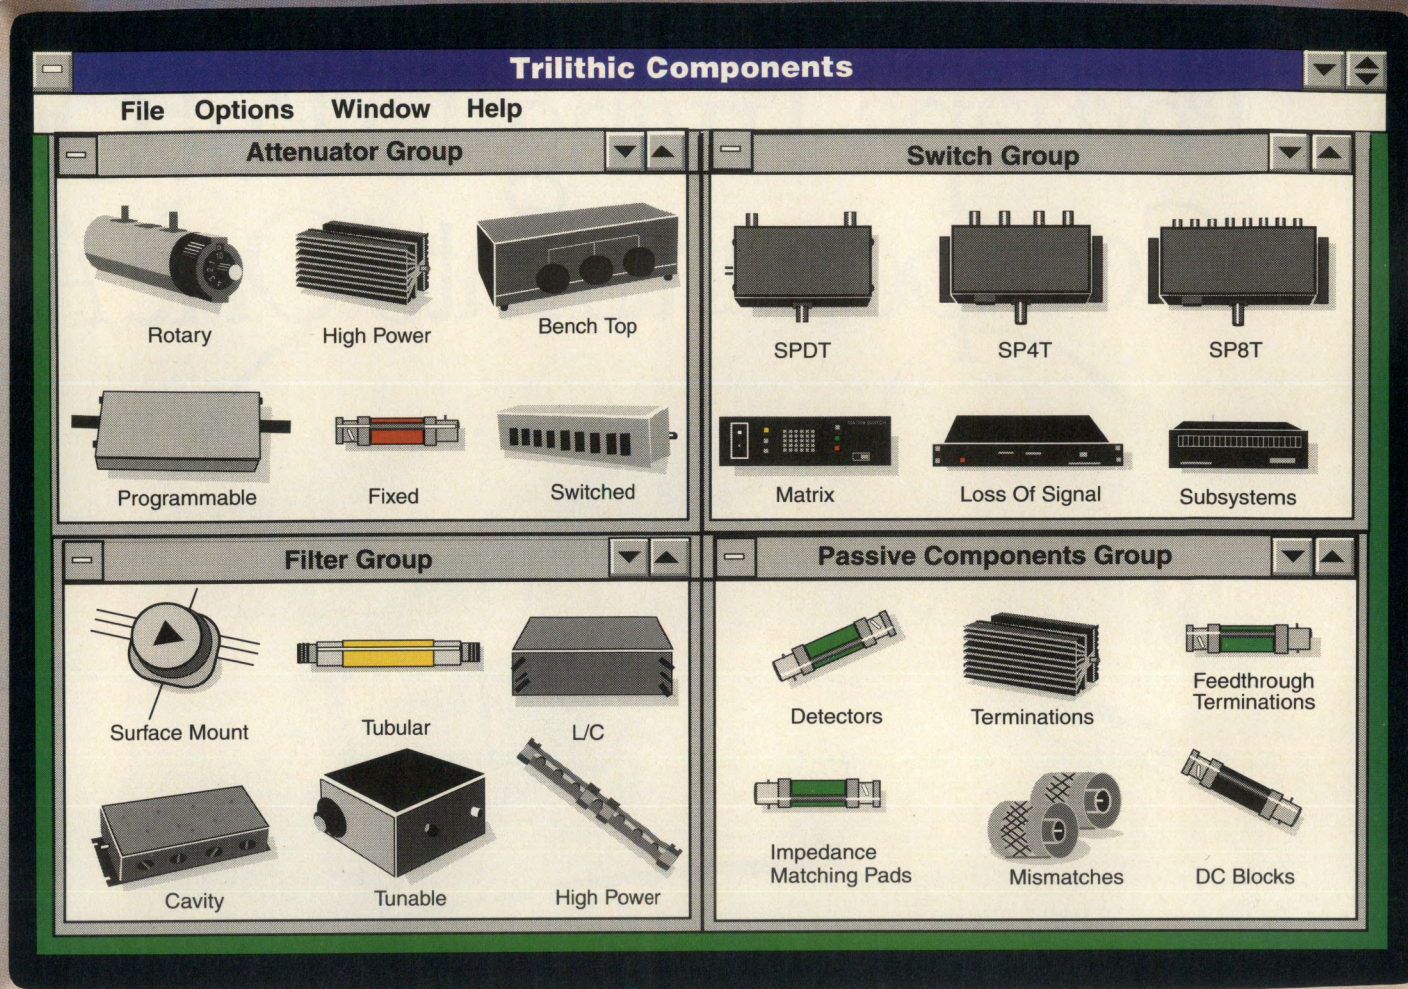 Trilithic Components
File Options Window Help
Attenuator Group
Rotary
High Power
Bench Top
Programmable
Fixed
Switched
Switch Group
SPDT
SP4T
SP8T
MATRIX SWITCH
Matrix
Loss Of Signal
Subsystems
Filter Group
Surface Mount
Tubular
L/C
Cavity
Tunable
High Power
Passive Components Group
Detectors
Terminations
Feedthrough
Terminations
Impedance
Matching Pads
Mismatches
DC Blocks